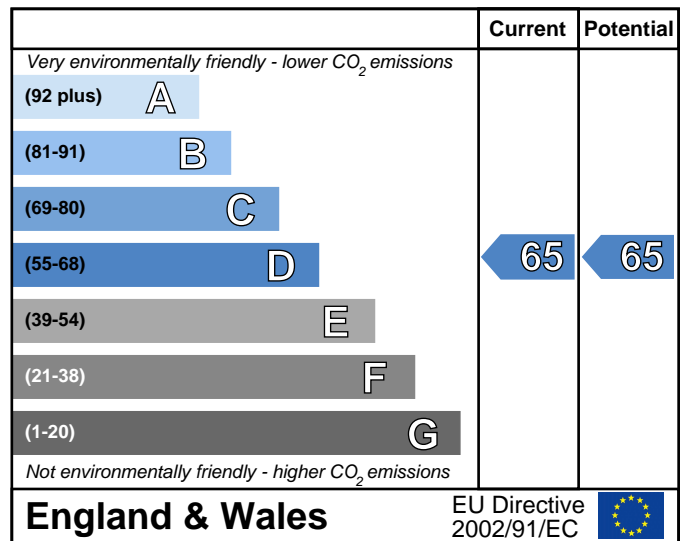 Current Potential
Very environmentally friendly - lower CO2 emissions
(92 plus) A
(81-91) B
(69-80) C
(55-68) D 65 65
(39-54) E
(21-38) F
(1-20) G
Not environmentally friendly - higher CO2 emissions
England & Wales
EU Directive
2002/91/EC